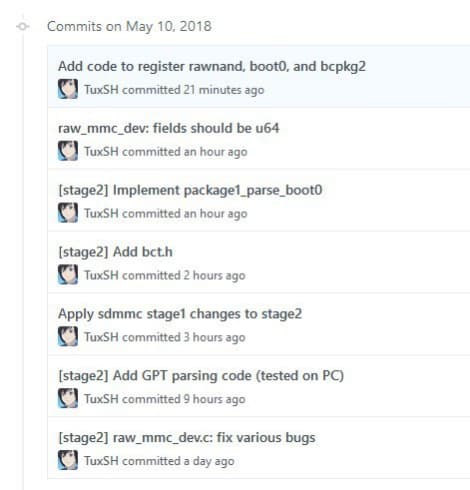 Commits on May 10, 2018
Add code to register rawnand, boot0, and bcpkg2
TuxSH committed 21 minutes ago
raw_mmc_dev: fields should be u64
TuxSH committed an hour ago
[stage2] Implement package1_parse_boot0
TuxSH committed an hour ago
[stage2] Add bct.h
TuxSH committed 2 hours ago
Apply sdmmc stage1 changes to stage2
TuxSH committed 3 hours ago
[stage2] Add GPT parsing code (tested on PC)
TuxSH committed 9 hours ago
[stage2] raw_mmc_dev.c: fix various bugs
TuxSH committed a day ago